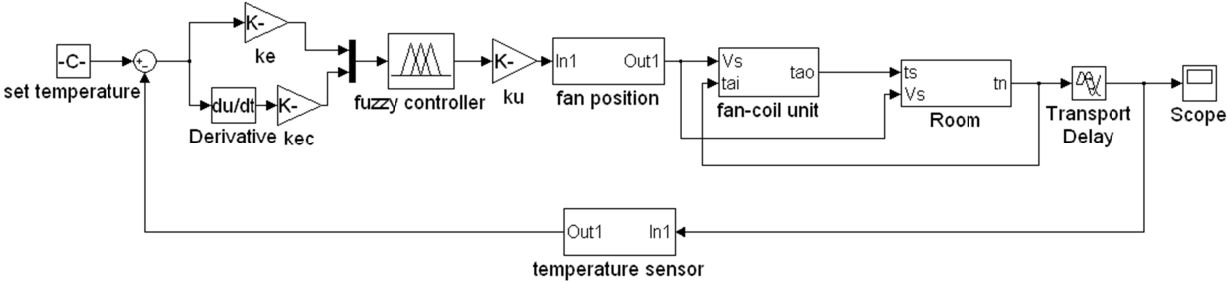 -C-
set temperature
+
-
K-
ke
du/dt
Derivative
K-
kec
fuzzy controller
K-
ku
In1 Out1
fan position
Vs
tai
tao
fan-coil unit
ts
Vs
tn
Room
Transport
Delay
Scope
Out1 In1
temperature sensor